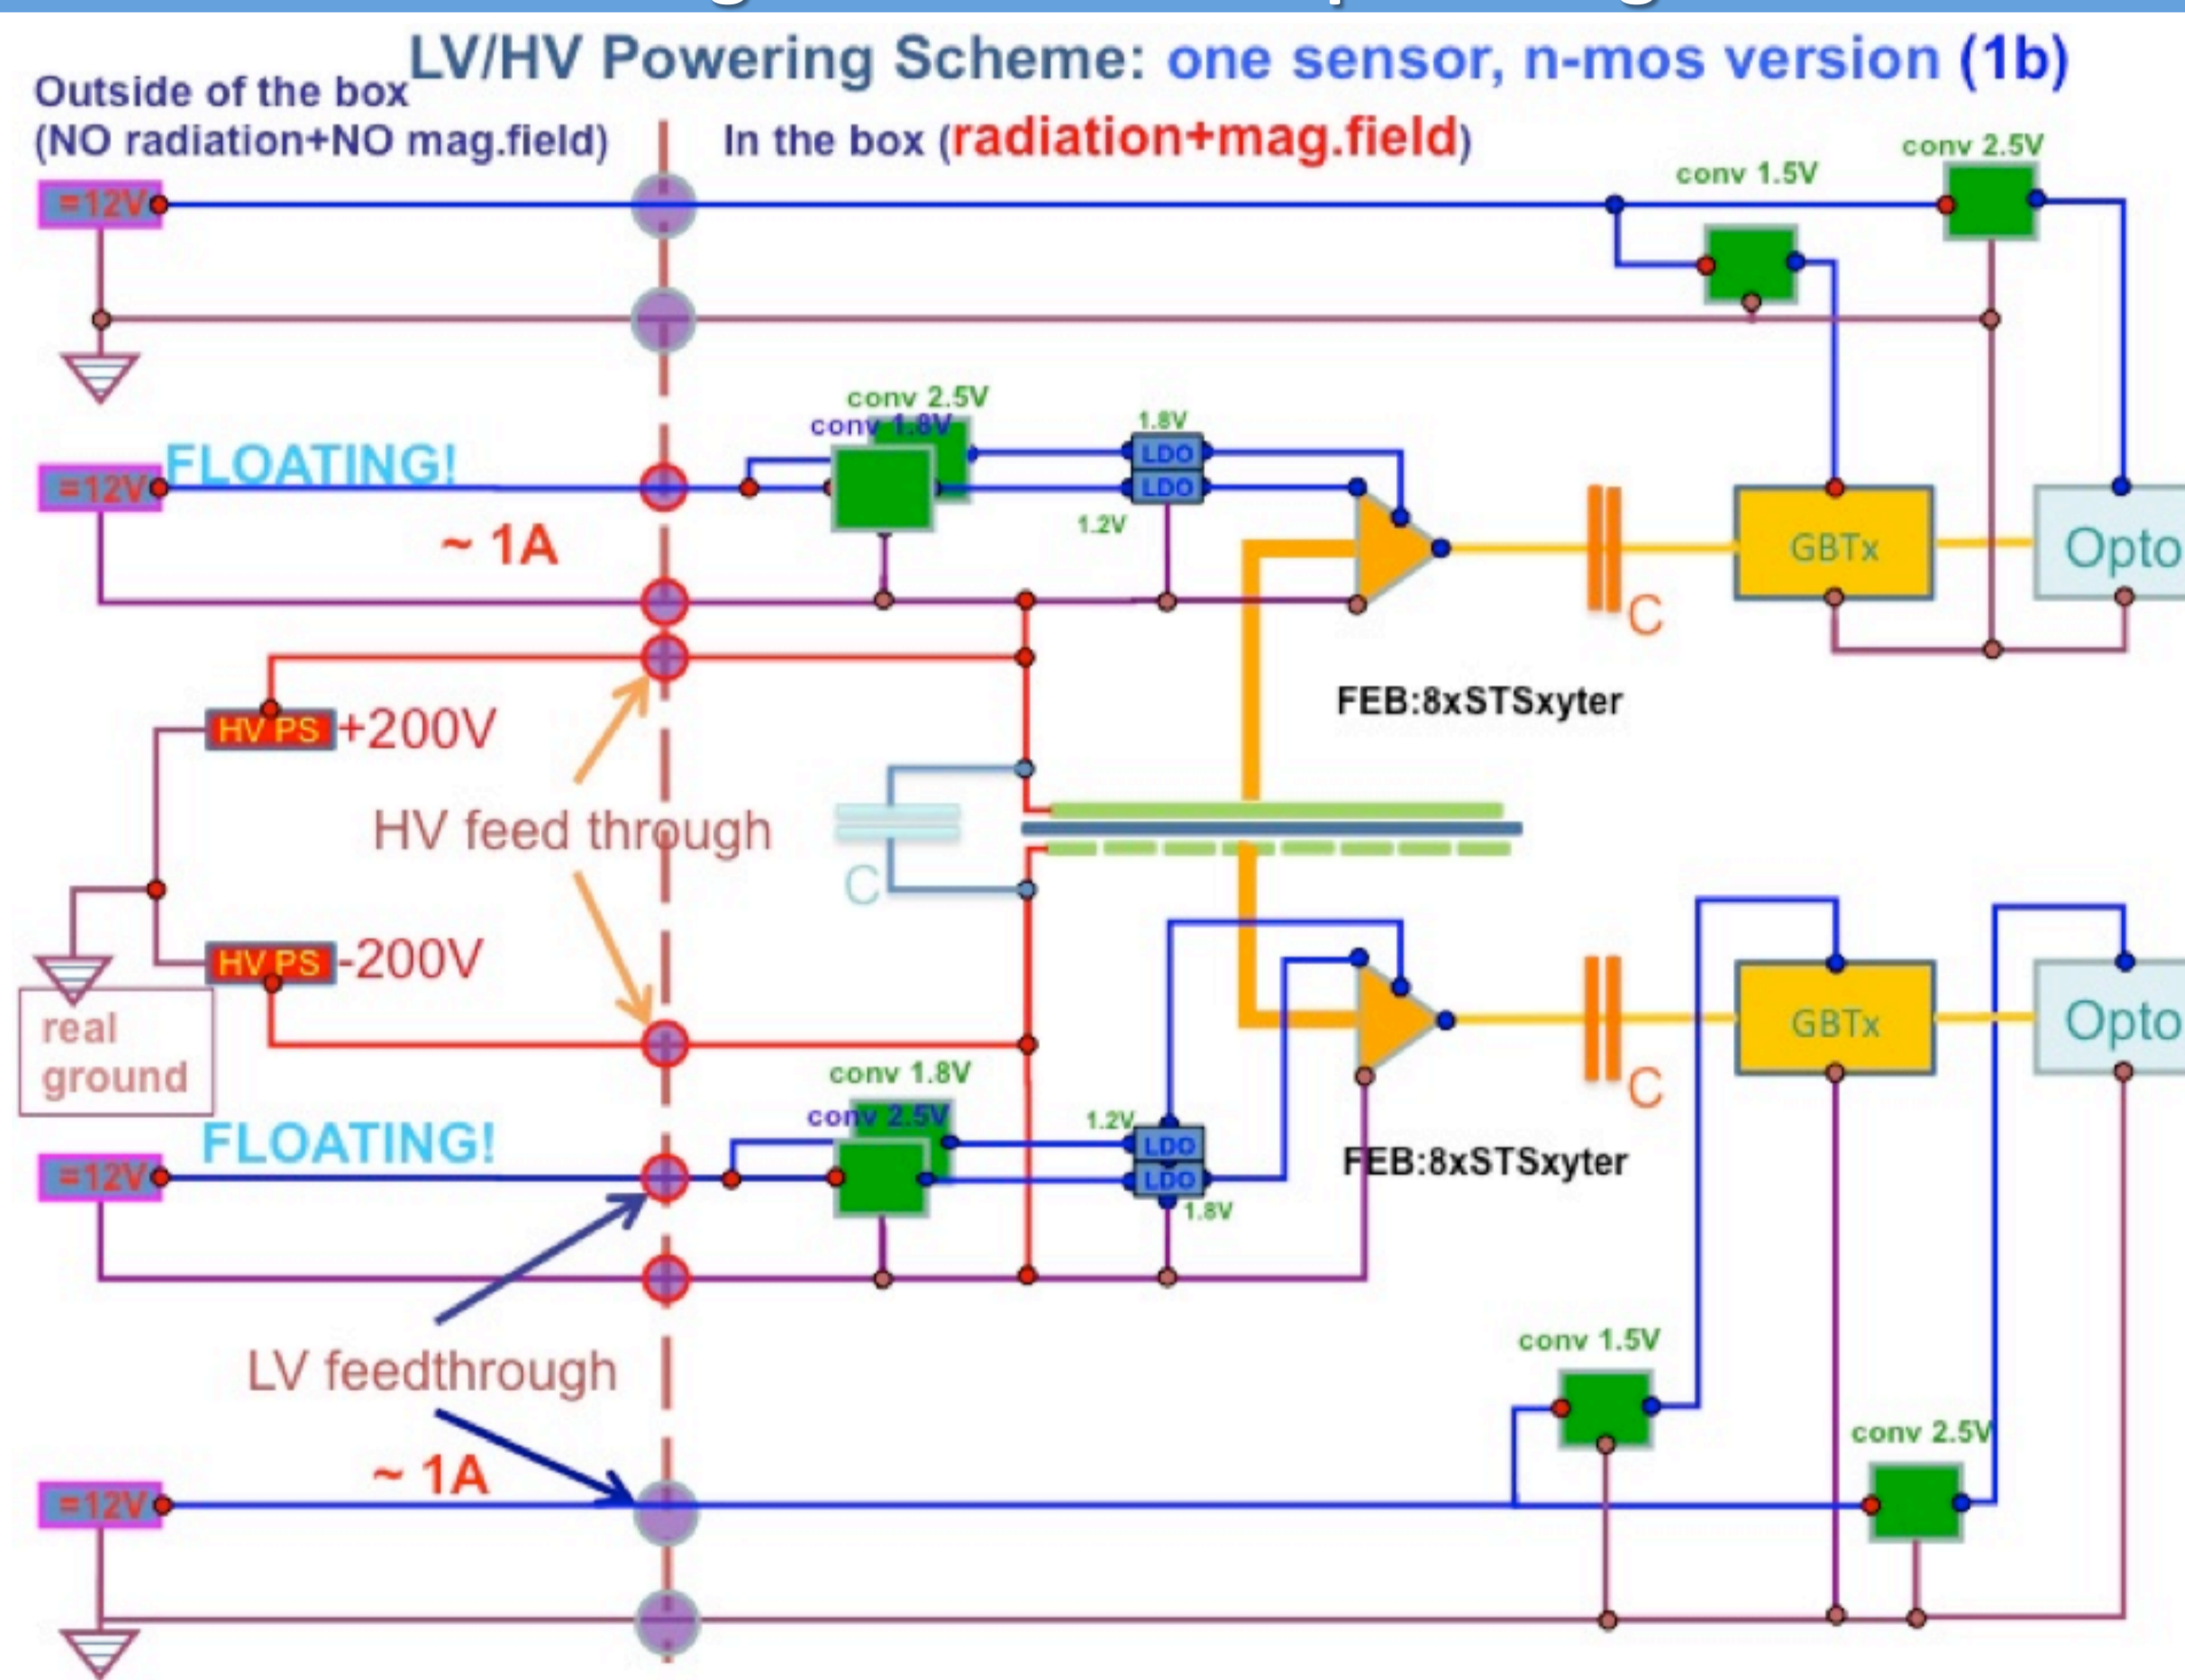 LV/HV Powering Scheme: one sensor, n-mos version (1b)
Outside of the box
(NO radiation+NO mag.field)
In the box (radiation+mag.field)
conv 2.5V
conv 1.5V
=12V
conv 2.5V
conv 1.8V
1.8V
FLOATING!
=12V
LDO
LDO
1.2V
~ 1A
GBTx
Opto
C
FEB:8xSTSxyter
HV PS
+200V
HV feed through
C
HV PS
-200V
real
ground
GBTx
Opto
C
conv 1.8V
conv 2.5V
1.2V
FLOATING!
LDO
LDO
=12V
1.8V
FEB:8xSTSxyter
LV feedthrough
conv 1.5V
conv 2.5V
~ 1A
=12V